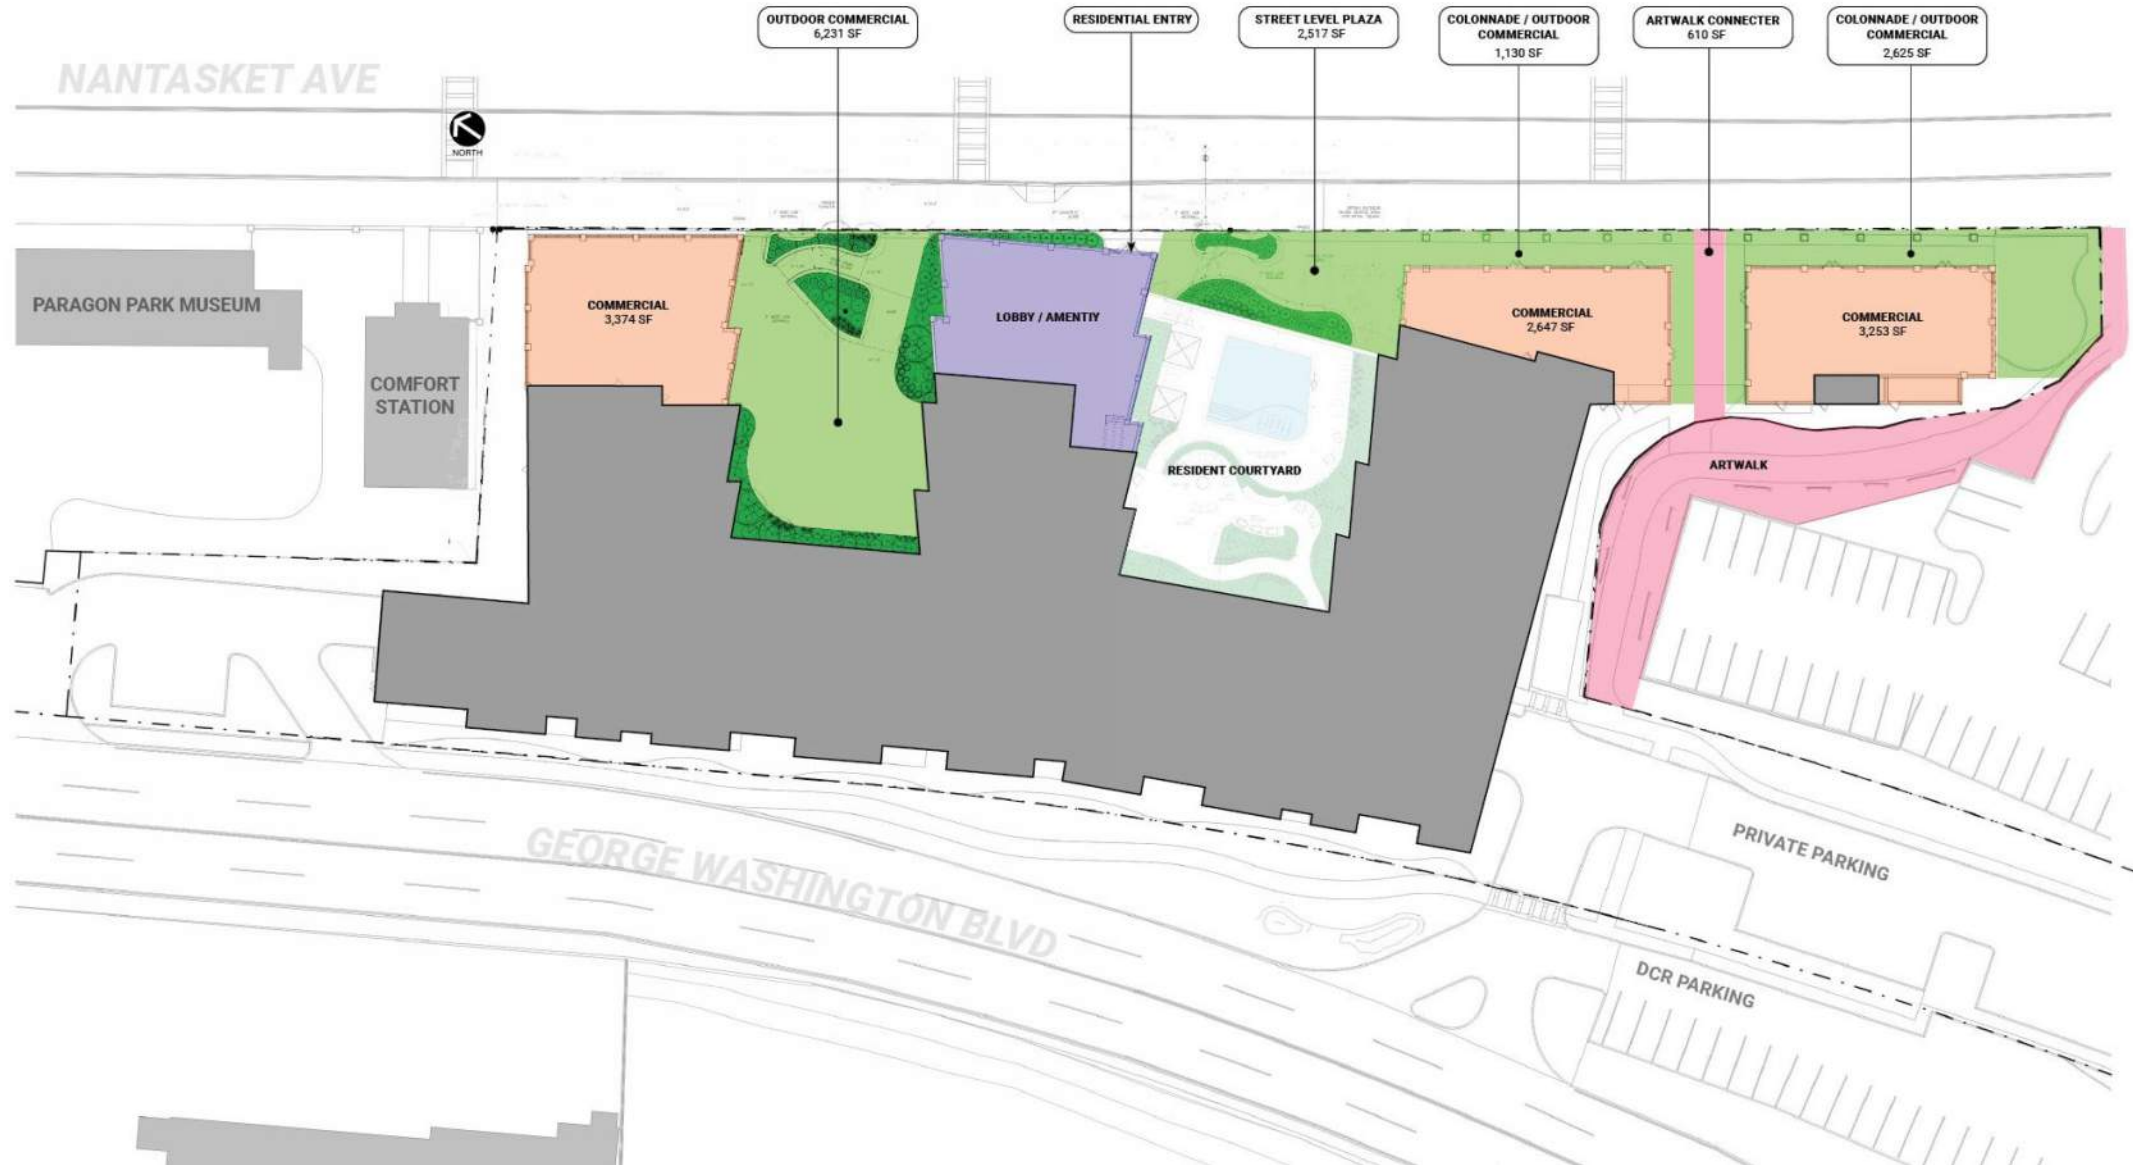 OUTDOOR COMMERCIAL
6,231 SF
RESIDENTIAL ENTRY
STREET LEVEL PLAZA
2,517 SF
COLONNADE / OUTDOOR
COMMERCIAL
1,130 SF
ARTWALK CONNECTER
610 SF
COLONNADE / OUTDOOR
COMMERCIAL
2,625 SF
NANTASKET AVE
NORTH
PARAGON PARK MUSEUM
COMFORT
STATION
COMMERCIAL
3,374 SF
LOBBY / AMENTIY
COMMERCIAL
2,647 SF
COMMERCIAL
3,253 SF
RESIDENT COURTYARD
ARTWALK
GEORGE WASHINGTON BLVD
PRIVATE PARKING
DCR PARKING